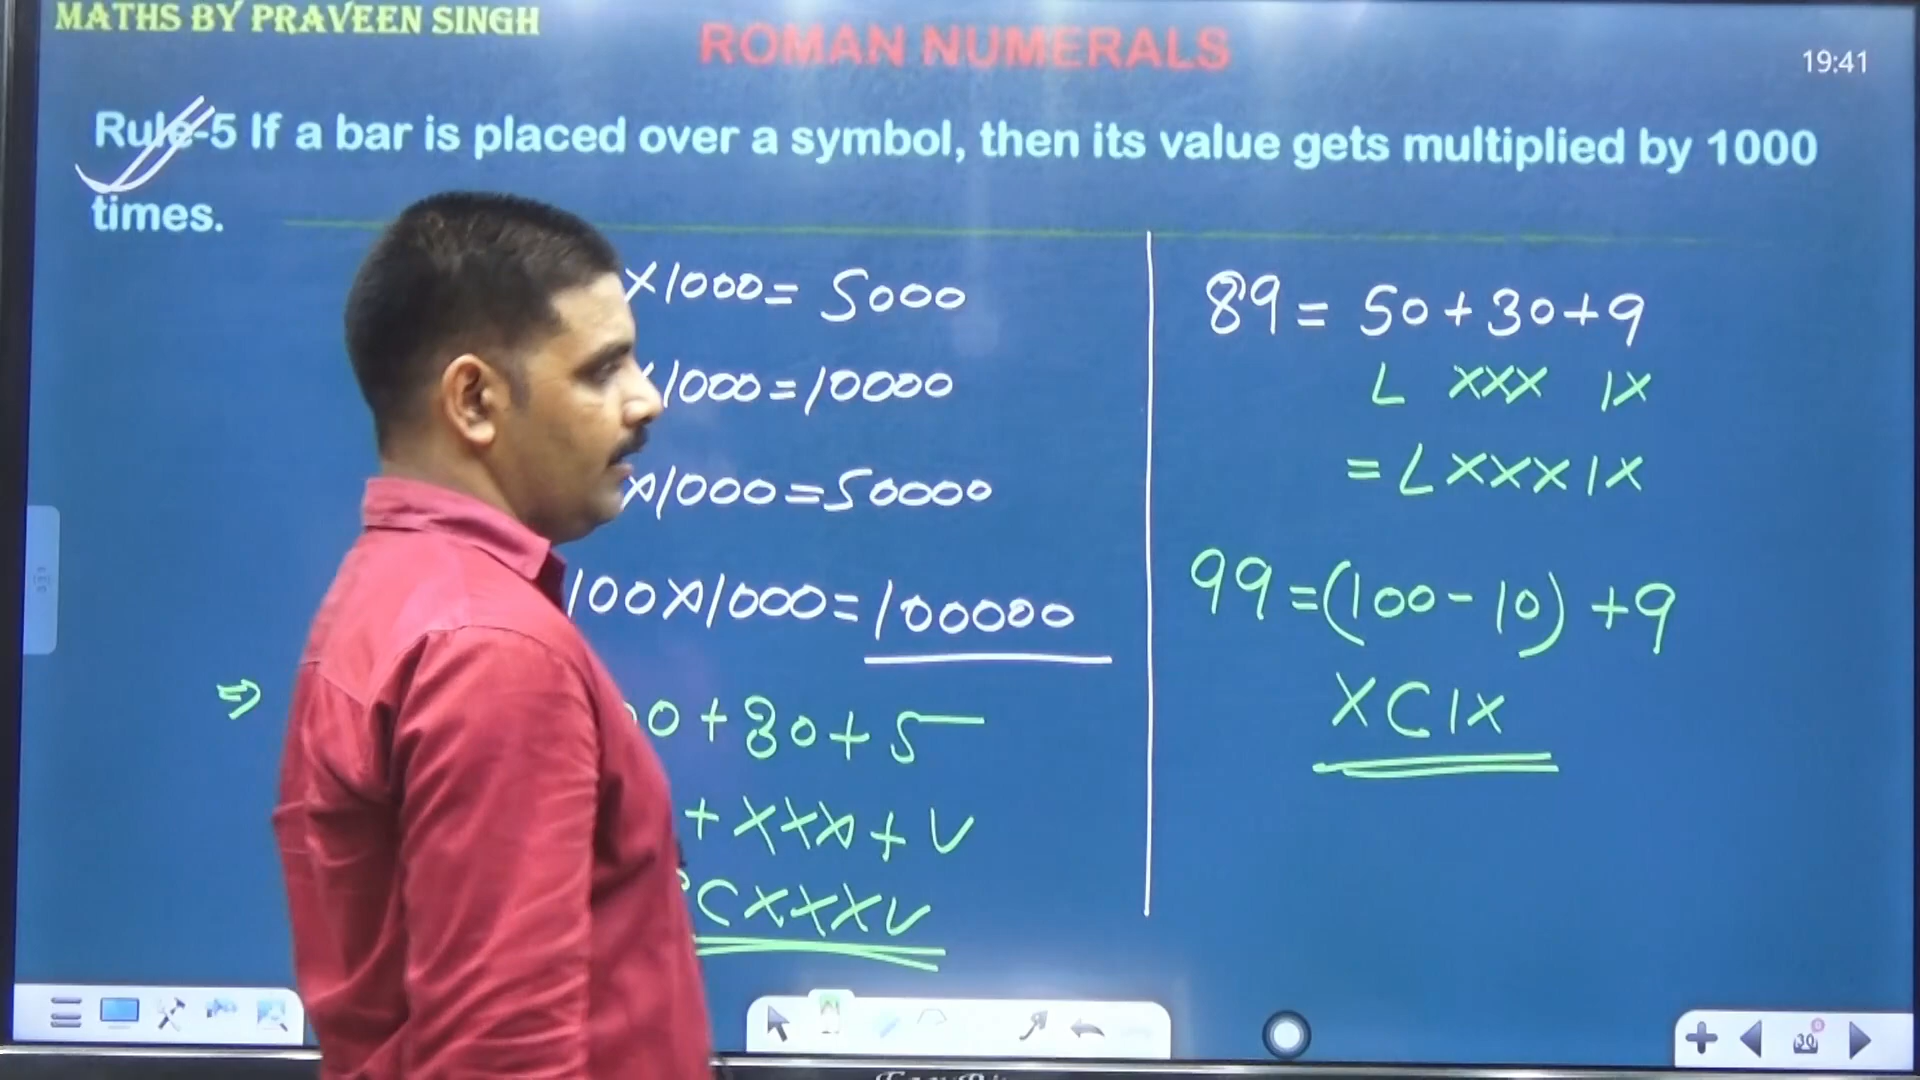 MATHS BY PRAVEEN SINGH
ROMAN NUMERALS
19:41
Rule-5 If a bar is placed over a symbol, then its value gets multiplied by 1000
times.
×1000= 5000
×1000=10000
×1000=50000
100×1000=100000
⇒ 0+30+5
+ XXX + V
CXXXV
89= 50+30+9
L XXX IX
= LXXXIX
99=(100-10)+9
XCIX
30